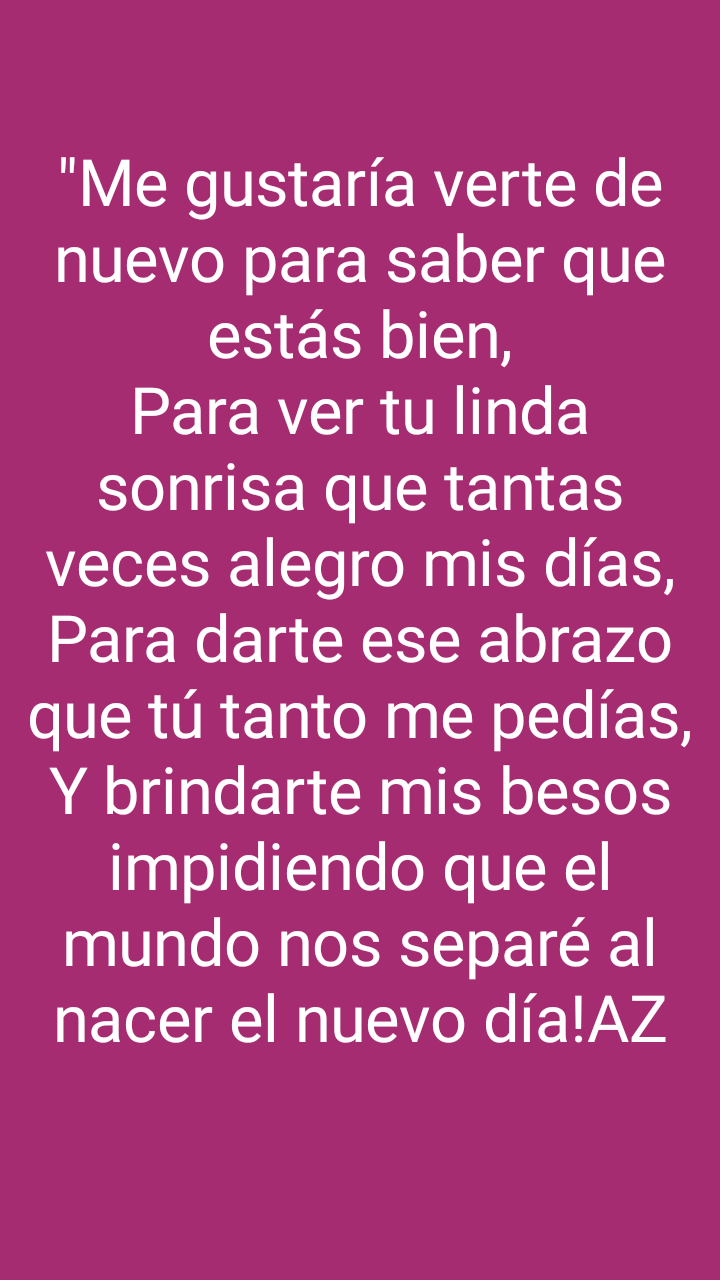 "Me gustaría verte de
nuevo para saber que
estás bien,
Para ver tu linda
sonrisa que tantas
veces alegro mis días,
Para darte ese abrazo
que tú tanto me pedías,
Y brindarte mis besos
impidiendo que el
mundo nos separé al
nacer el nuevo día!AZ